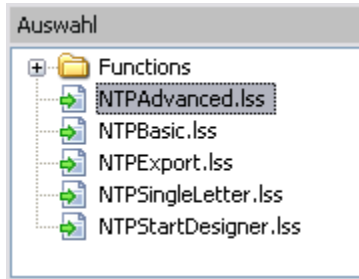 Auswahl
Functions
NTPAdvanced.lss
NTPBasic.lss
NTPExport.lss
NTPSingleLetter.lss
NTPStartDesigner.lss